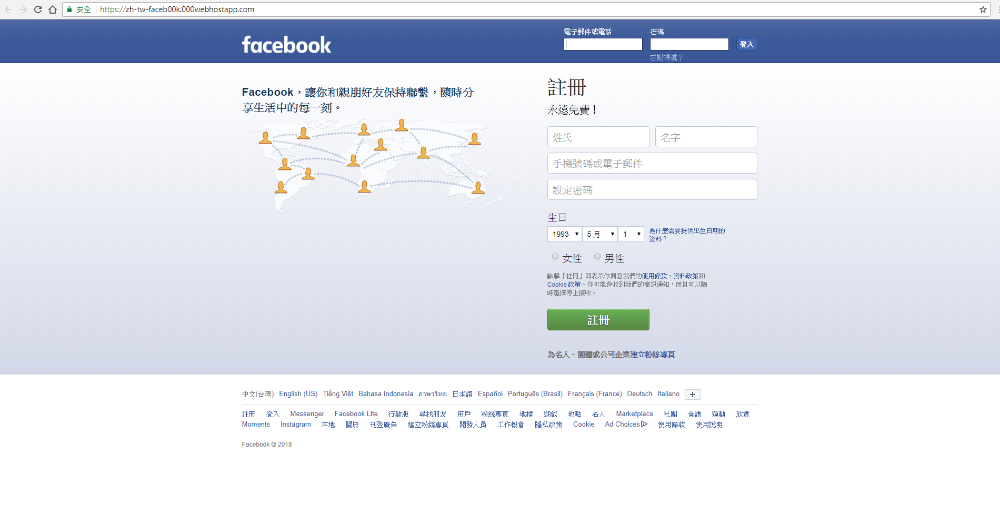 安全 https://zh-tw-faceb00k.000webhostapp.com
facebook
電子郵件或電話 密碼
登入
忘記帳號？
Facebook，讓你和親朋好友保持聯繫，隨時分
享生活中的每一刻。
註冊
永遠免費！
姓氏 名字
手機號碼或電子郵件
設定密碼
生日
1993 5 月 1
為什麼需要提供出生日期的
資料？
女性 男性
點擊「註冊」即表示你同意我們的使用條款、資料政策和
Cookie 政策。你可能會收到我們的簡訊通知，而且可以隨
時選擇停止接收。
註冊
為名人、團體或公司企業建立粉絲專頁
中文(台灣) English (US) Tiếng Việt Bahasa Indonesia ภาษาไทย 日本語 Español Português (Brasil) Français (France) Deutsch Italiano +
註冊 登入 Messenger Facebook Lite 行動版 尋找朋友 用戶 粉絲專頁 地標 遊戲 地點 名人 Marketplace 社團 食譜 運動 欣賞
Moments Instagram 本地 關於 刊登廣告 建立粉絲專頁 開發人員 工作機會 隱私政策 Cookie Ad Choices 使用條款 使用說明
Facebook © 2018